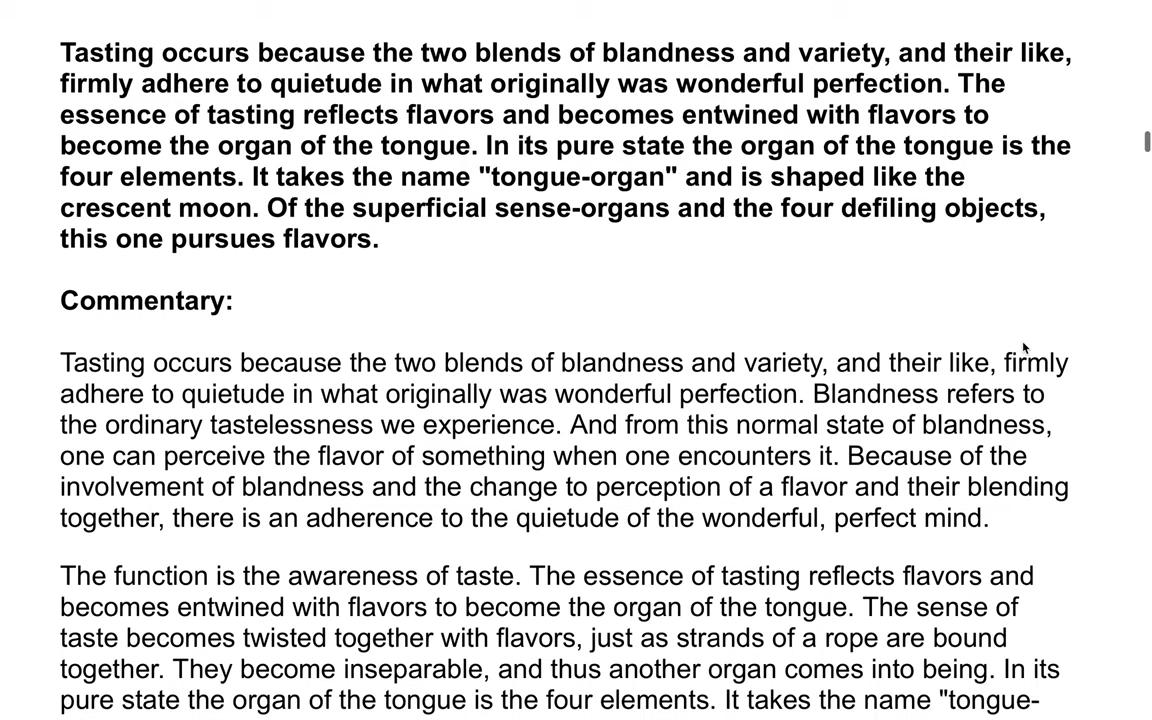 Tasting occurs because the two blends of blandness and variety, and their like,
firmly adhere to quietude in what originally was wonderful perfection. The
essence of tasting reflects flavors and becomes entwined with flavors to
become the organ of the tongue. In its pure state the organ of the tongue is the
four elements. It takes the name "tongue-organ" and is shaped like the
crescent moon. Of the superficial sense-organs and the four defiling objects,
this one pursues flavors.
Commentary:
Tasting occurs because the two blends of blandness and variety, and their like, firmly
adhere to quietude in what originally was wonderful perfection. Blandness refers to
the ordinary tastelessness we experience. And from this normal state of blandness,
one can perceive the flavor of something when one encounters it. Because of the
involvement of blandness and the change to perception of a flavor and their blending
together, there is an adherence to the quietude of the wonderful, perfect mind.
The function is the awareness of taste. The essence of tasting reflects flavors and
becomes entwined with flavors to become the organ of the tongue. The sense of
taste becomes twisted together with flavors, just as strands of a rope are bound
together. They become inseparable, and thus another organ comes into being. In its
pure state the organ of the tongue is the four elements. It takes the name "tongue-